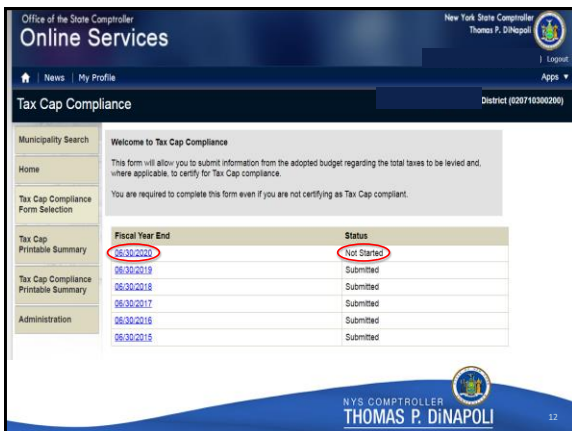 Office of the State Comptroller
Online Services
New York State Comptroller
Thomas P. DiNapoli
| Logout
| News | My Profile
Apps ▼
Tax Cap Compliance
District (020710300200)
Municipality Search
Home
Tax Cap Compliance
Form Selection
Tax Cap
Printable Summary
Tax Cap Compliance
Printable Summary
Administration
Welcome to Tax Cap Compliance
This form will allow you to submit information from the adopted budget regarding the total taxes to be levied and,
where applicable, to certify for Tax Cap compliance.
You are required to complete this form even if you are not certifying as Tax Cap compliant.
Fiscal Year End Status
06/30/2020 Not Started
06/30/2019 Submitted
06/30/2018 Submitted
06/30/2017 Submitted
06/30/2016 Submitted
06/30/2015 Submitted
NYS COMPTROLLER
THOMAS P. DiNAPOLI
12